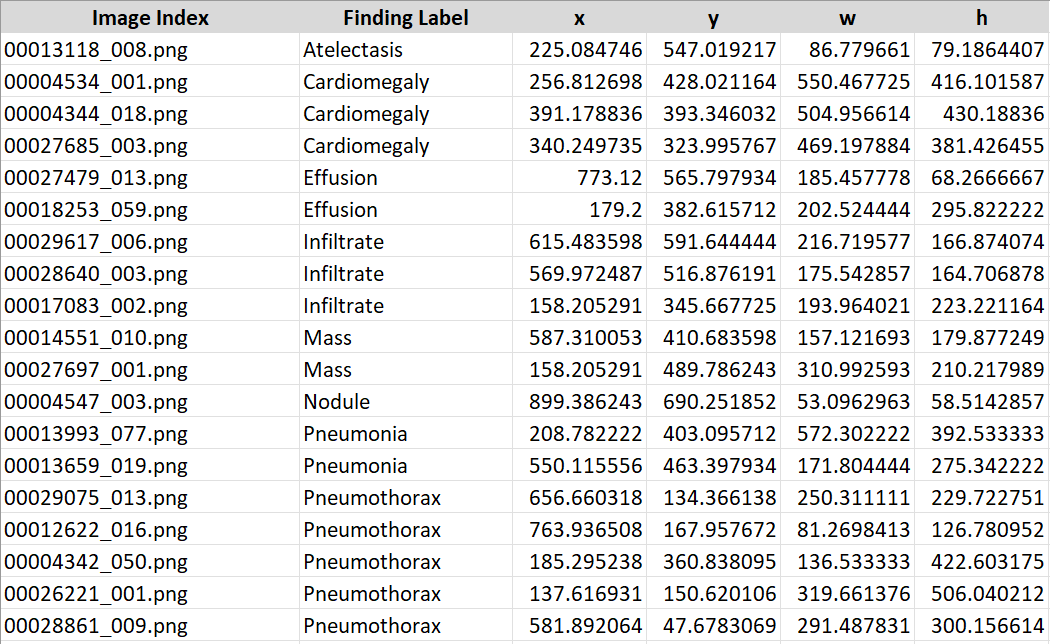 Image Index Finding Label x y w h
00013118_008.png Atelectasis 225.084746 547.019217 86.779661 79.1864407
00004534_001.png Cardiomegaly 256.812698 428.021164 550.467725 416.101587
00004344_018.png Cardiomegaly 391.178836 393.346032 504.956614 430.18836
00027685_003.png Cardiomegaly 340.249735 323.995767 469.197884 381.426455
00027479_013.png Effusion 773.12 565.797934 185.457778 68.2666667
00018253_059.png Effusion 179.2 382.615712 202.524444 295.822222
00029617_006.png Infiltrate 615.483598 591.644444 216.719577 166.874074
00028640_003.png Infiltrate 569.972487 516.876191 175.542857 164.706878
00017083_002.png Infiltrate 158.205291 345.667725 193.964021 223.221164
00014551_010.png Mass 587.310053 410.683598 157.121693 179.877249
00027697_001.png Mass 158.205291 489.786243 310.992593 210.217989
00004547_003.png Nodule 899.386243 690.251852 53.0962963 58.5142857
00013993_077.png Pneumonia 208.782222 403.095712 572.302222 392.533333
00013659_019.png Pneumonia 550.115556 463.397934 171.804444 275.342222
00029075_013.png Pneumothorax 656.660318 134.366138 250.311111 229.722751
00012622_016.png Pneumothorax 763.936508 167.957672 81.2698413 126.780952
00004342_050.png Pneumothorax 185.295238 360.838095 136.533333 422.603175
00026221_001.png Pneumothorax 137.616931 150.620106 319.661376 506.040212
00028861_009.png Pneumothorax 581.892064 47.6783069 291.487831 300.156614